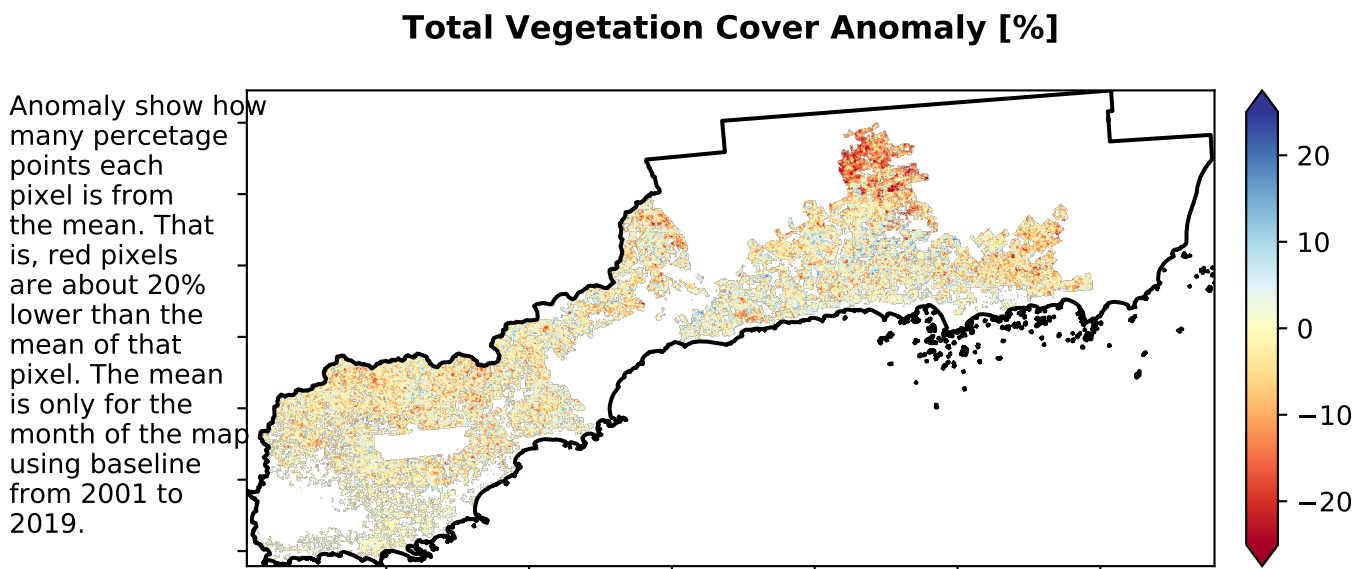 Total Vegetation Cover Anomaly [%]
Anomaly show how
many percetage
points each
pixel is from
the mean. That
is, red pixels
are about 20%
lower than the
mean of that
pixel. The mean
is only for the
month of the map
using baseline
from 2001 to
2019.
20
10
0
−10
−20